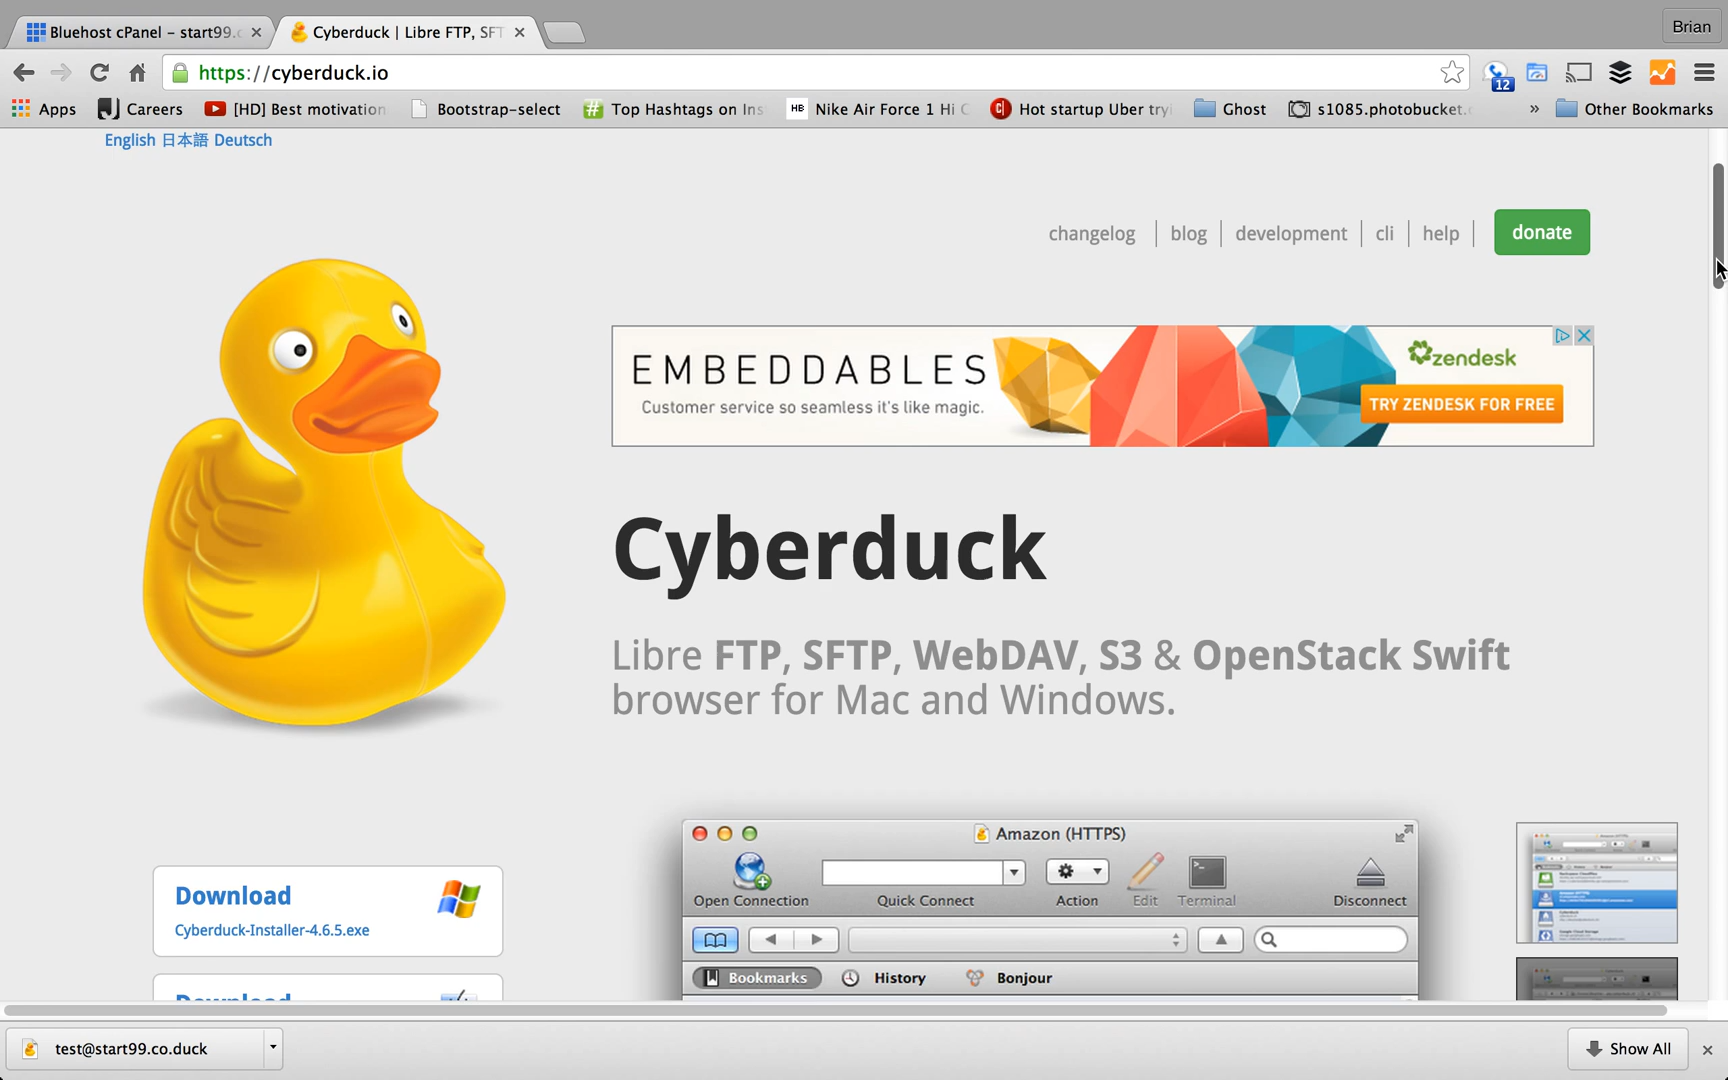 Bluehost cPanel – start99.c
Cyberduck | Libre FTP, SFT
Brian
https://cyberduck.io
12
Apps
Careers
[HD] Best motivation
Bootstrap-select
Top Hashtags on Ins
HB
Nike Air Force 1 Hi C
Hot startup Uber tryi
Ghost
s1085.photobucket.c
»
Other Bookmarks
English 日本語 Deutsch
changelog | blog | development | cli | help |
donate
EMBEDDABLES
Customer service so seamless it's like magic.
zendesk
TRY ZENDESK FOR FREE
Cyberduck
Libre FTP, SFTP, WebDAV, S3 & OpenStack Swift
browser for Mac and Windows.
Download
Cyberduck-Installer-4.6.5.exe
Download
Amazon (HTTPS)
Open Connection
Quick Connect
Action
Edit
Terminal
Disconnect
Bookmarks
History
Bonjour
test@start99.co.duck
Show All